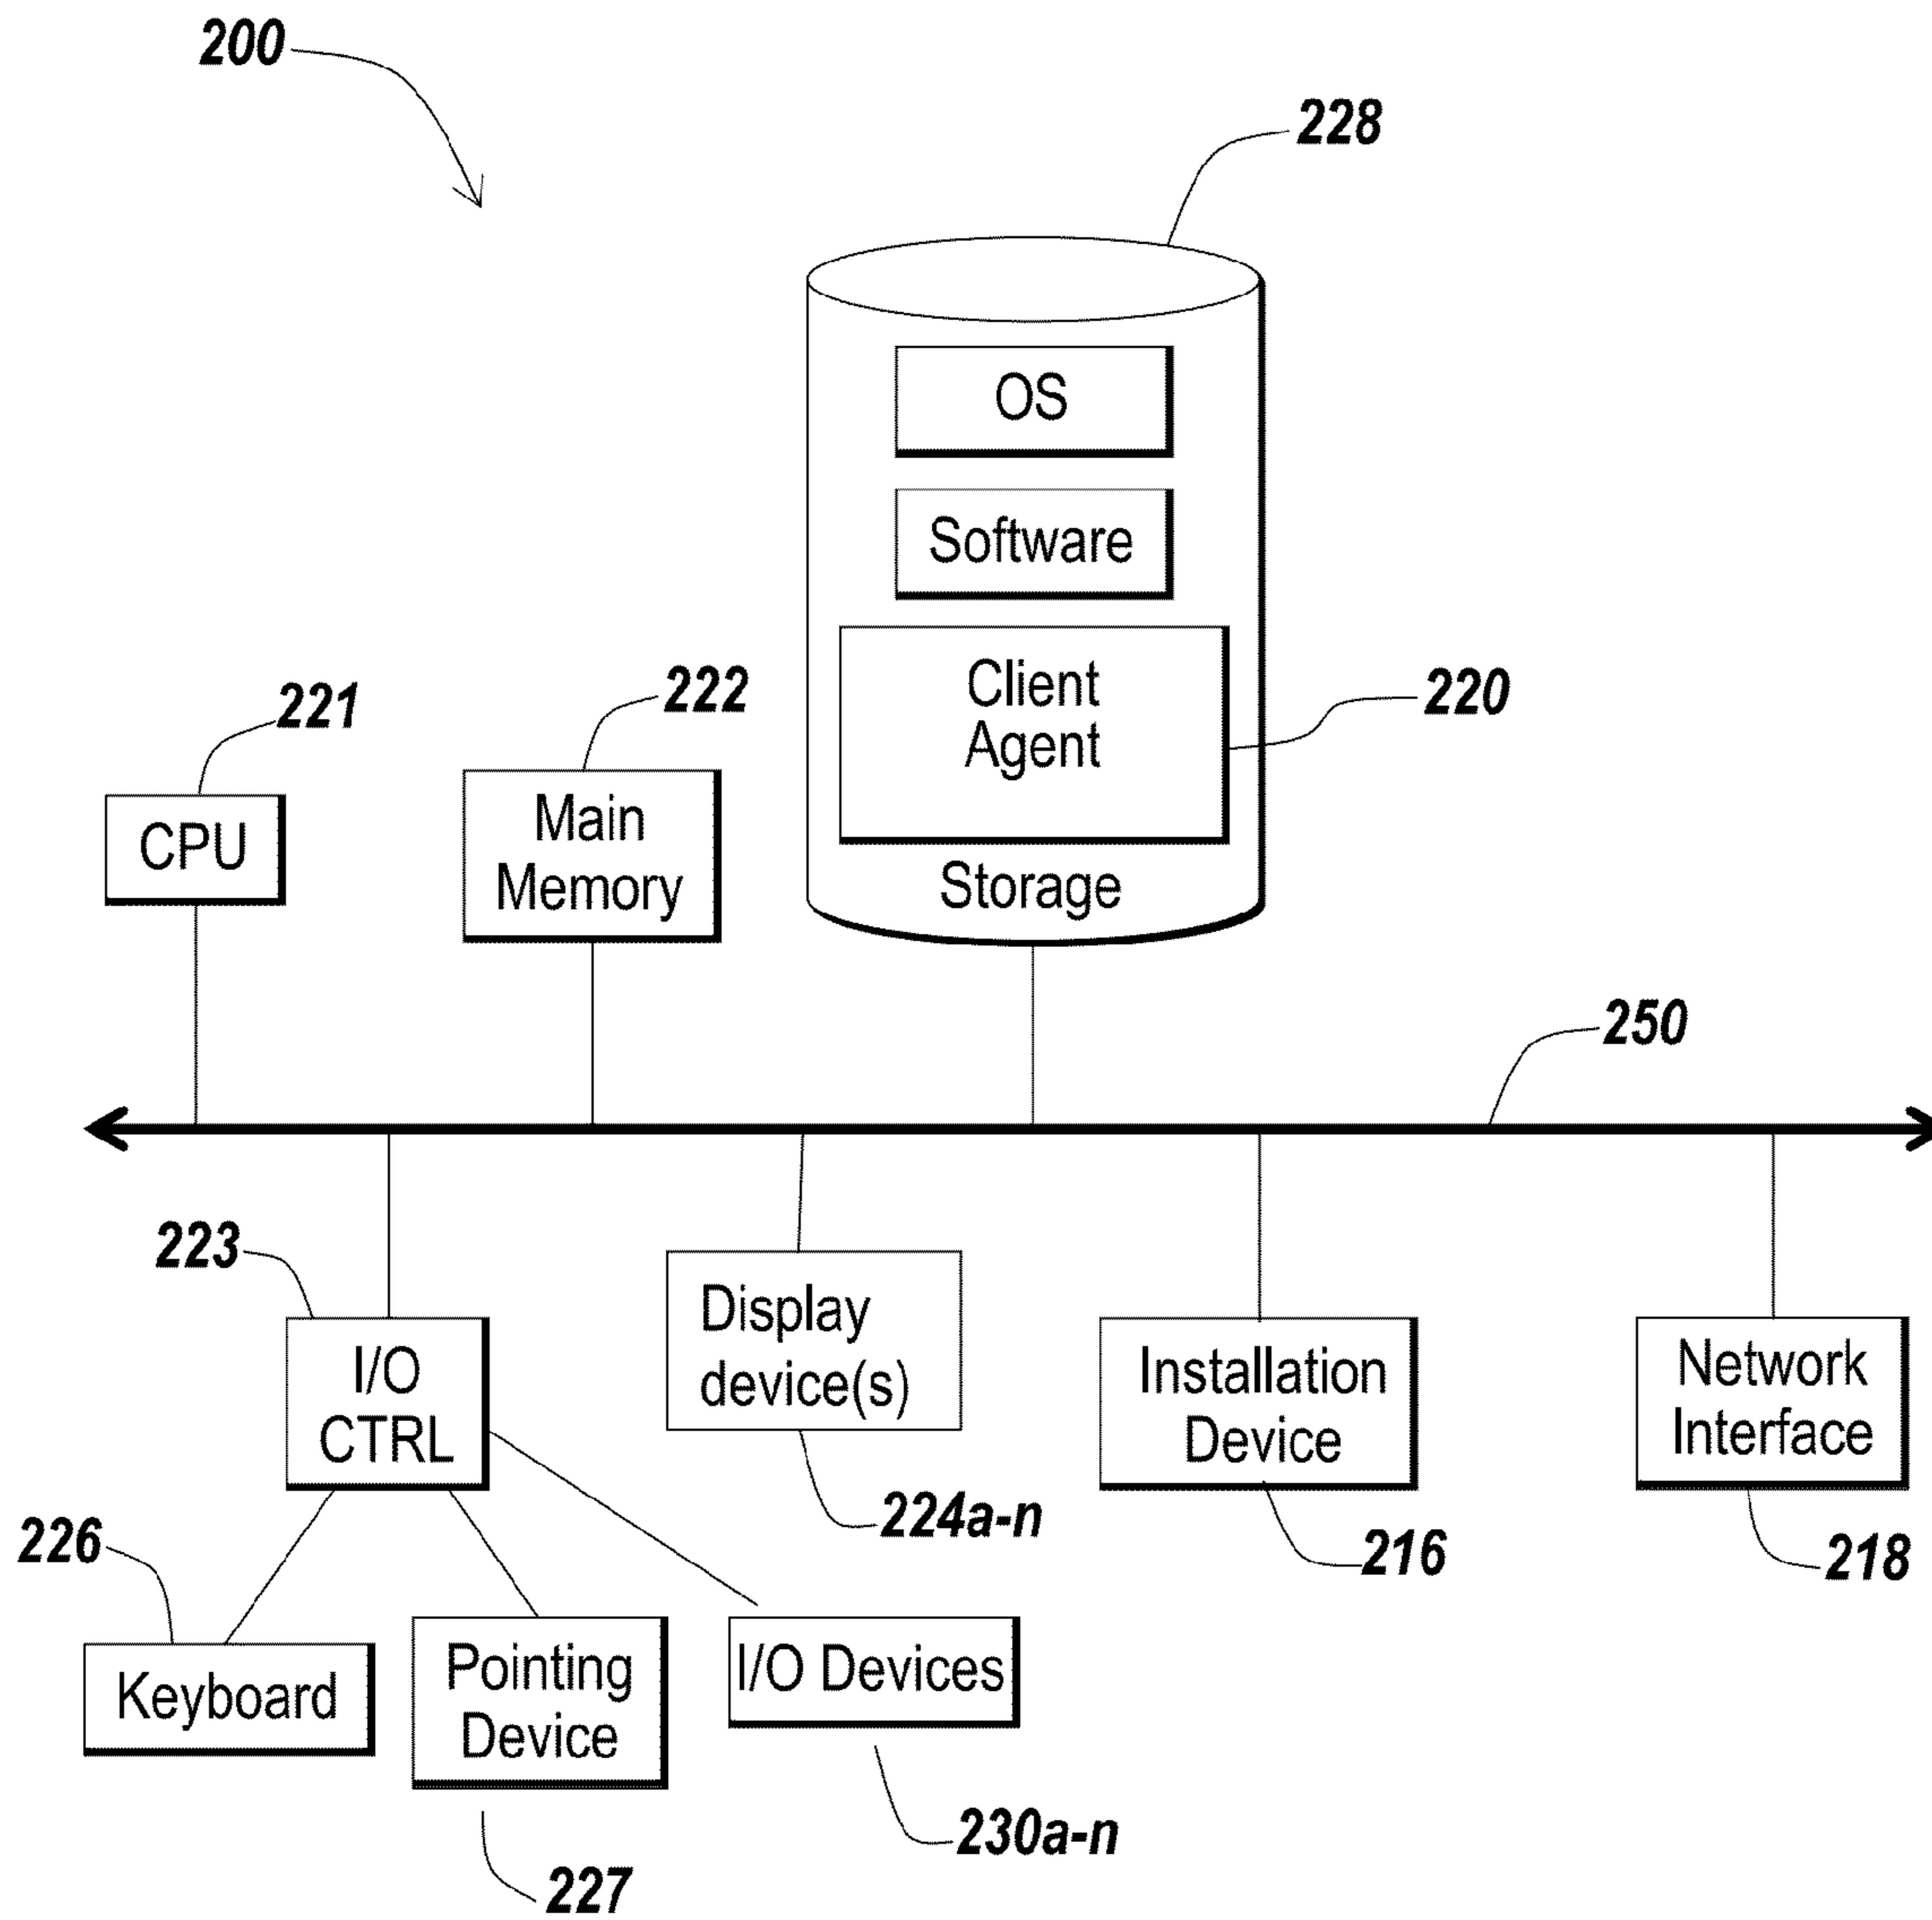 200
228
OS
Software
Client
Agent
220
Storage
221
CPU
222
Main
Memory
250
223
I/O
CTRL
Display
device(s)
224a-n
Installation
Device
216
Network
Interface
218
226
Keyboard
Pointing
Device
227
I/O Devices
230a-n